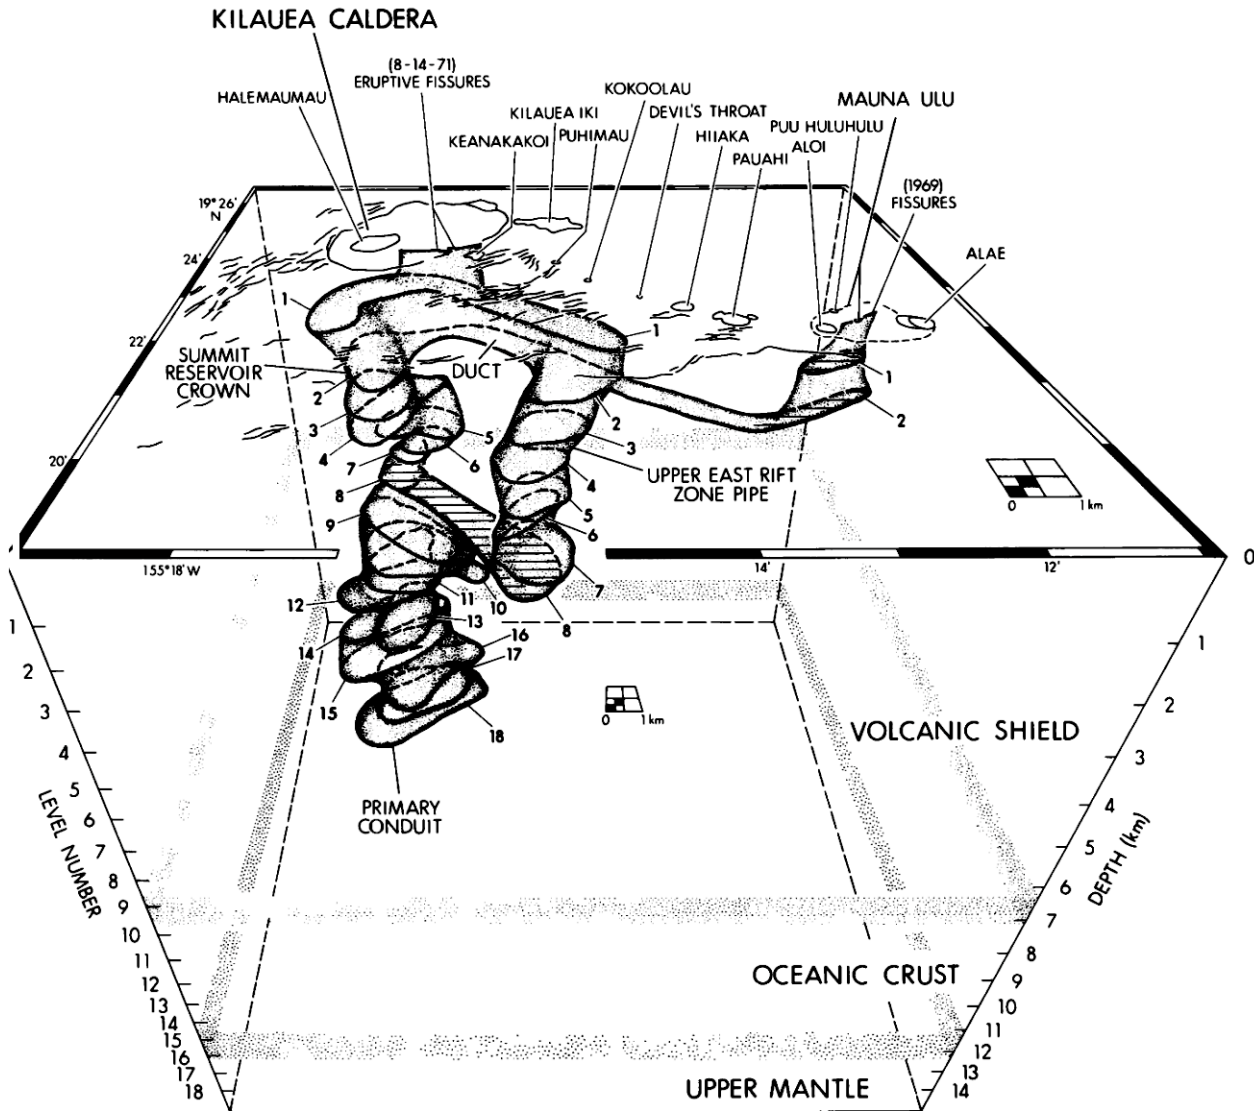 KILAUEA CALDERA
(8-14-71)
ERUPTIVE FISSURES
HALEMAUMAU
KEANAKAKOI
KILAUEA IKI
PUHIMAU
KOKOOLAU
DEVIL'S THROAT
HIIAKA
PAUAHI
MAUNA ULU
PUU HULUHULU
ALOI
(1969)
FISSURES
ALAE
19° 26'
N
24'
22'
20'
1
SUMMIT
RESERVOIR
CROWN
DUCT
2
3
4
5
6
7
8
9
10
11
12
13
14
15
16
17
18
PRIMARY
CONDUIT
1
2
3
4
5
6
7
8
UPPER EAST RIFT
ZONE PIPE
1
2
0 1 km
155° 18' W
14'
12'
0
0 1 km
1
2
3
4
5
6
7
8
9
10
11
12
13
14
15
16
17
18
LEVEL NUMBER
1
2
3
4
5
6
7
8
9
10
11
12
13
14
DEPTH (km)
VOLCANIC SHIELD
OCEANIC CRUST
UPPER MANTLE